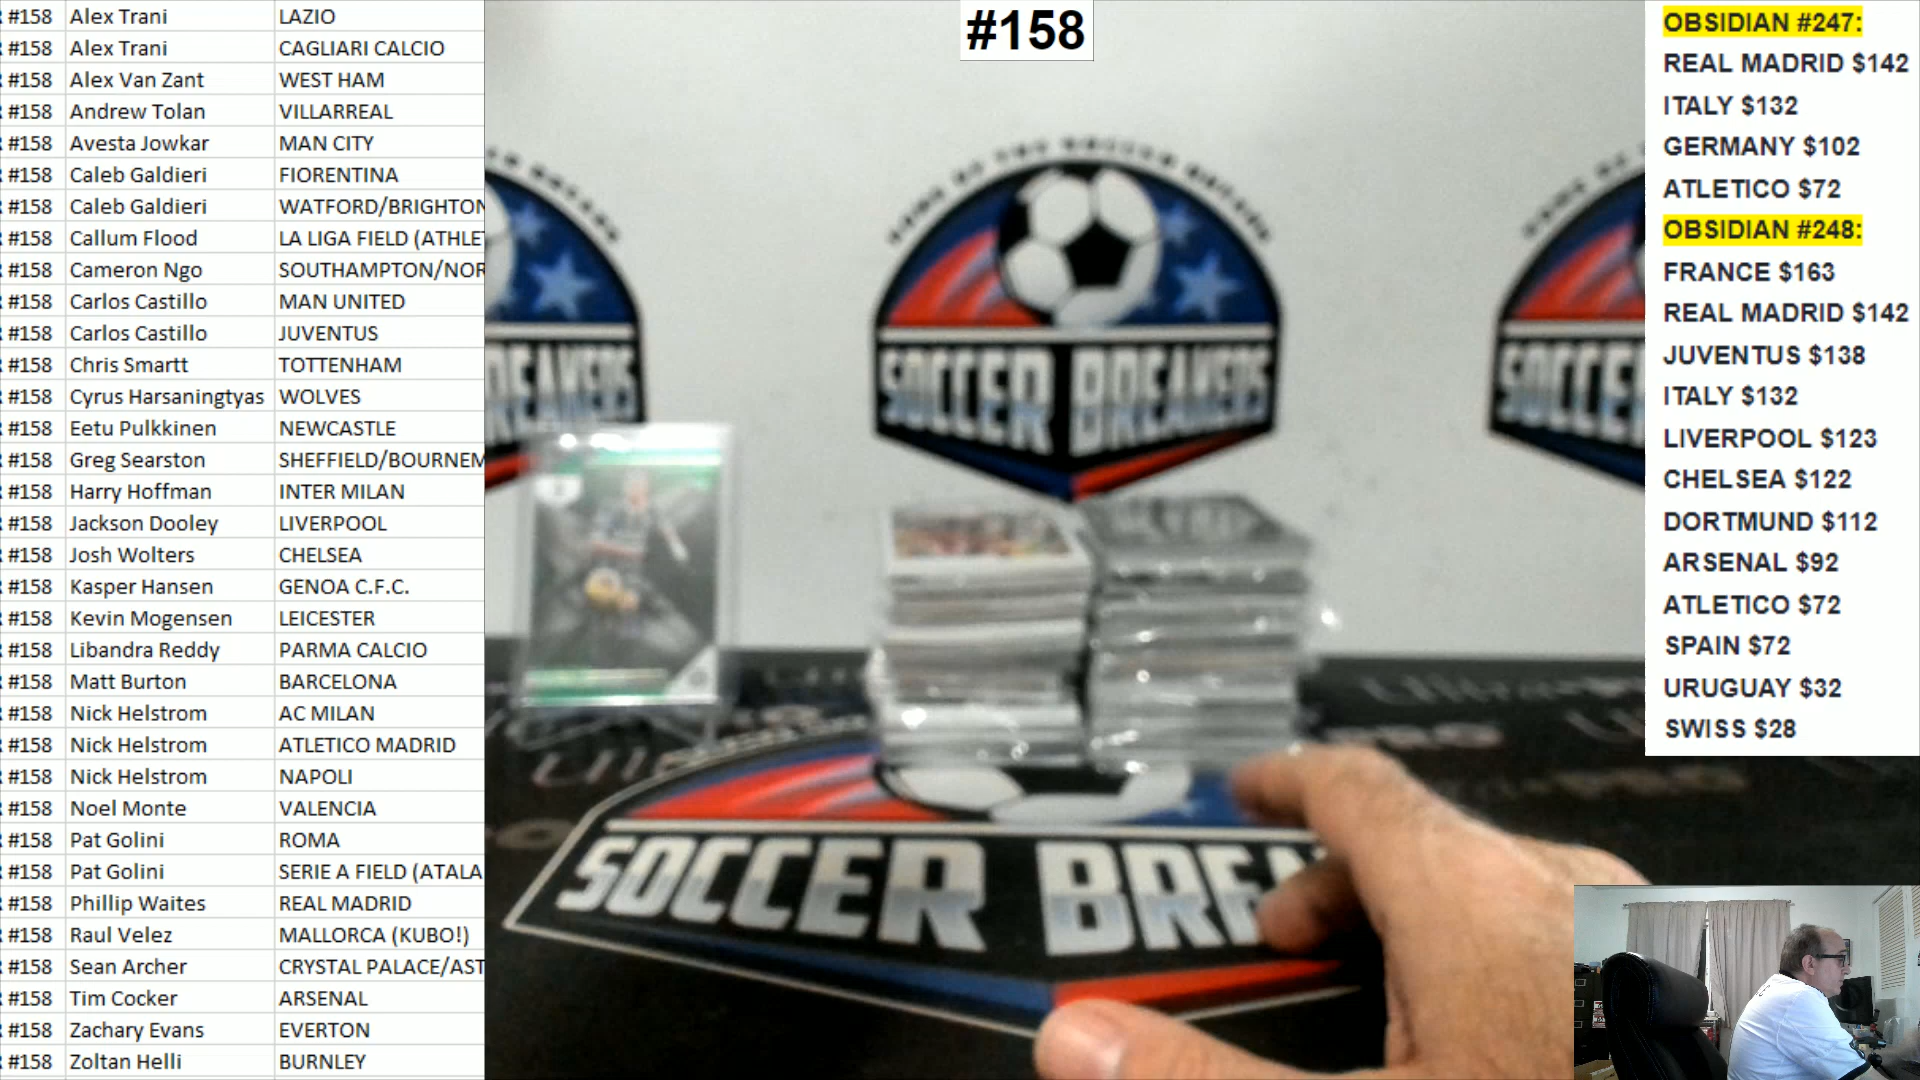 #158 Alex Trani LAZIO
#158 Alex Trani CAGLIARI CALCIO
#158 Alex Van Zant WEST HAM
#158 Andrew Tolan VILLARREAL
#158 Avesta Jowkar MAN CITY
#158 Caleb Galdieri FIORENTINA
#158 Caleb Galdieri WATFORD/BRIGHTON
#158 Callum Flood LA LIGA FIELD (ATHLET
#158 Cameron Ngo SOUTHAMPTON/NOR
#158 Carlos Castillo MAN UNITED
#158 Carlos Castillo JUVENTUS
#158 Chris Smartt TOTTENHAM
#158 Cyrus Harsaningtyas WOLVES
#158 Eetu Pulkkinen NEWCASTLE
#158 Greg Searston SHEFFIELD/BOURNEM
#158 Harry Hoffman INTER MILAN
#158 Jackson Dooley LIVERPOOL
#158 Josh Wolters CHELSEA
#158 Kasper Hansen GENOA C.F.C.
#158 Kevin Mogensen LEICESTER
#158 Libandra Reddy PARMA CALCIO
#158 Matt Burton BARCELONA
#158 Nick Helstrom AC MILAN
#158 Nick Helstrom ATLETICO MADRID
#158 Nick Helstrom NAPOLI
#158 Noel Monte VALENCIA
#158 Pat Golini ROMA
#158 Pat Golini SERIE A FIELD (ATALA
#158 Phillip Waites REAL MADRID
#158 Raul Velez MALLORCA (KUBO!)
#158 Sean Archer CRYSTAL PALACE/AST
#158 Tim Cocker ARSENAL
#158 Zachary Evans EVERTON
#158 Zoltan Helli BURNLEY
#158
SOCCER BREAKERS
BREAKERS
SOCCER
SOCCER BREA
OBSIDIAN #247:
REAL MADRID $142
ITALY $132
GERMANY $102
ATLETICO $72
OBSIDIAN #248:
FRANCE $163
REAL MADRID $142
JUVENTUS $138
ITALY $132
LIVERPOOL $123
CHELSEA $122
DORTMUND $112
ARSENAL $92
ATLETICO $72
SPAIN $72
URUGUAY $32
SWISS $28